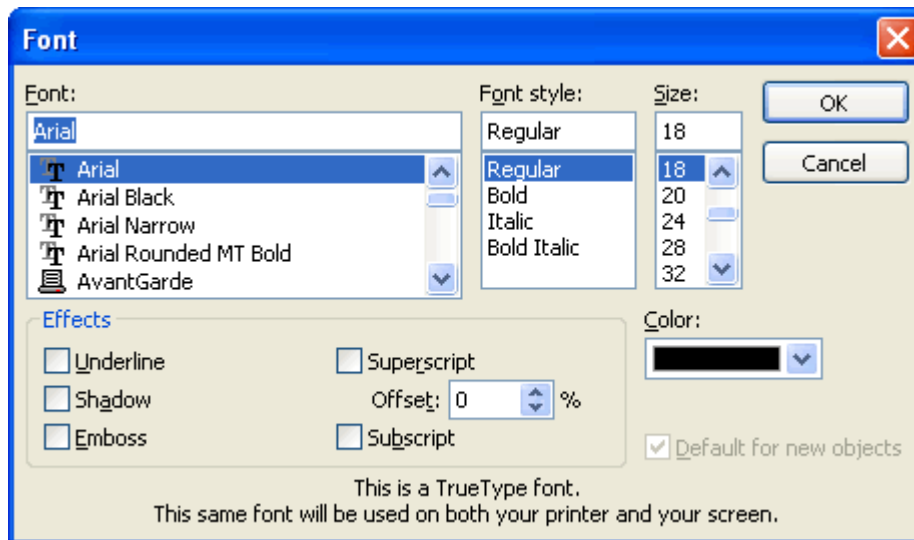 Font
Font:
Font style:
Size:
Arial
Regular
18
OK
Cancel
Arial
Arial Black
Arial Narrow
Arial Rounded MT Bold
AvantGarde
Regular
Bold
Italic
Bold Italic
18
20
24
28
32
Effects
Underline
Shadow
Emboss
Superscript
Offset: 0 %
Subscript
Color:
Default for new objects
This is a TrueType font.
This same font will be used on both your printer and your screen.